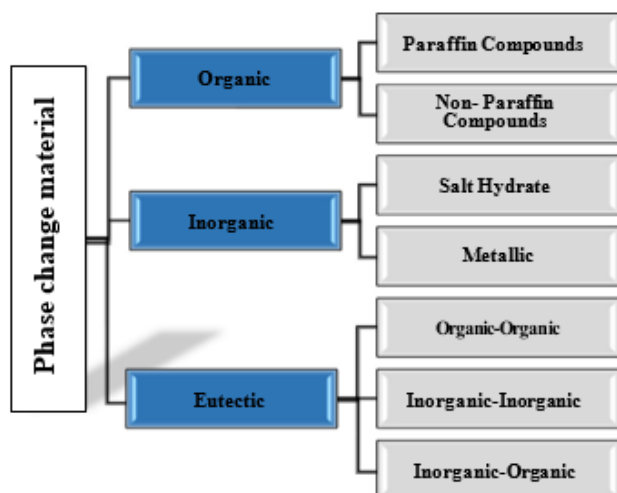 Phase change material
Organic
Paraffin Compounds
Non- Paraffin
Compounds
Inorganic
Salt Hydrate
Metallic
Eutectic
Organic-Organic
Inorganic-Inorganic
Inorganic-Organic